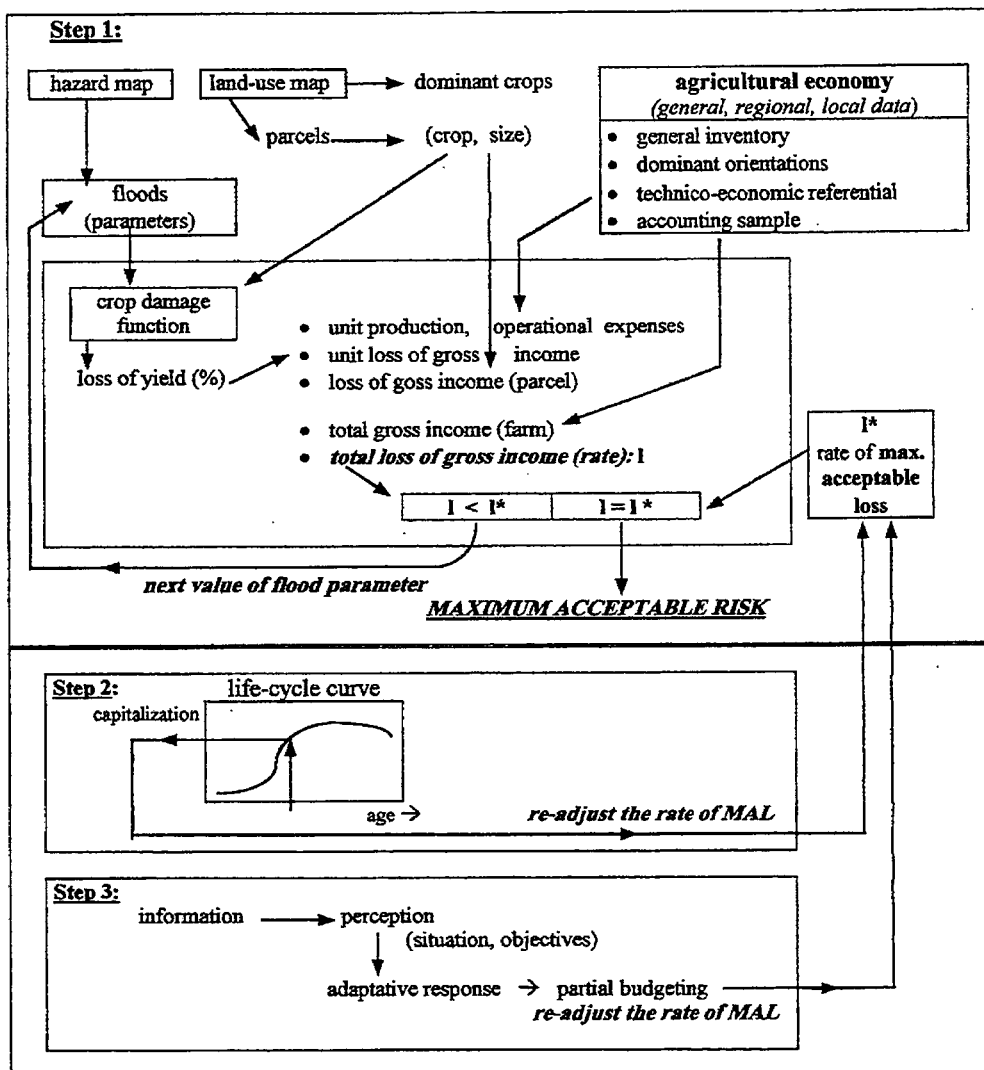 Step 1:
hazard map
land-use map
dominant crops
parcels
(crop, size)
agricultural economy
(general, regional, local data)
• general inventory
• dominant orientations
• technico-economic referential
• accounting sample
floods
(parameters)
crop damage
function
loss of yield (%)
• unit production, operational expenses
• unit loss of gross income
• loss of goss income (parcel)
• total gross income (farm)
• total loss of gross income (rate): l
l < l*
l = l*
l*
rate of max.
acceptable
loss
next value of flood parameter
MAXIMUM ACCEPTABLE RISK
Step 2:
life-cycle curve
capitalization
age →
re-adjust the rate of MAL
Step 3:
information
perception
(situation, objectives)
adaptative response → partial budgeting
re-adjust the rate of MAL